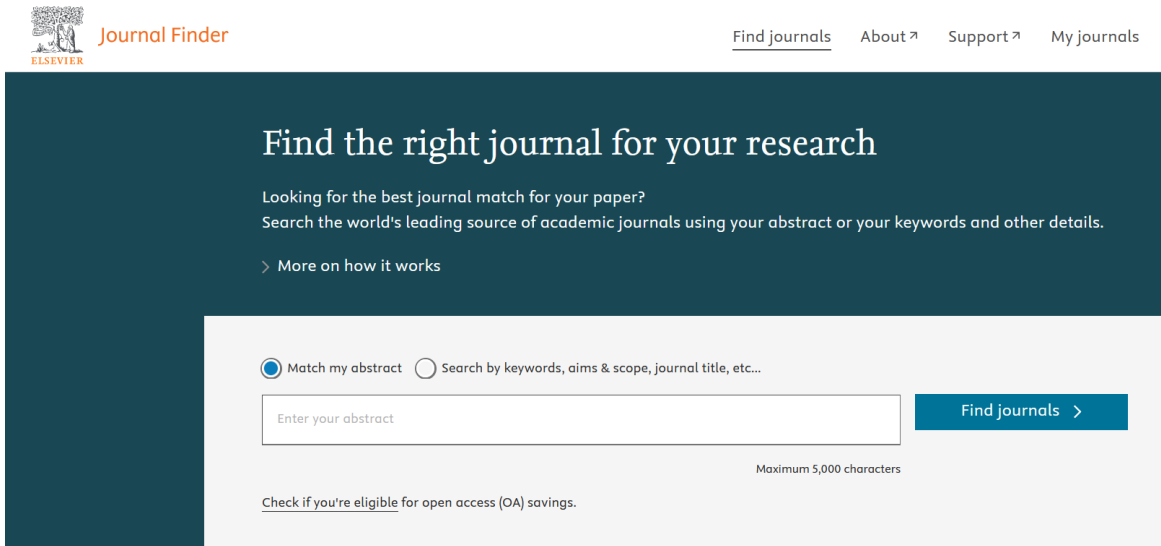 ELSEVIER
Journal Finder
Find journals
About
Support
My journals
Find the right journal for your research
Looking for the best journal match for your paper?
Search the world's leading source of academic journals using your abstract or your keywords and other details.
More on how it works
Match my abstract
Search by keywords, aims & scope, journal title, etc...
Enter your abstract
Find journals
Maximum 5,000 characters
Check if you're eligible for open access (OA) savings.